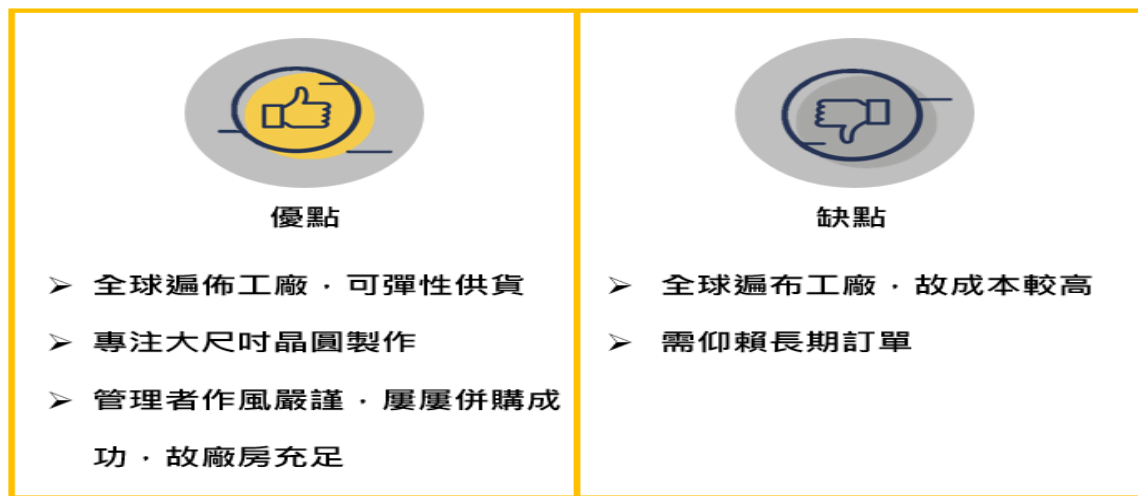 優點
➢ 全球遍佈工廠，可彈性供貨
➢ 專注大尺吋晶圓製作
➢ 管理者作風嚴謹，屢屢併購成
功，故廠房充足
缺點
➢ 全球遍布工廠，故成本較高
➢ 需仰賴長期訂單